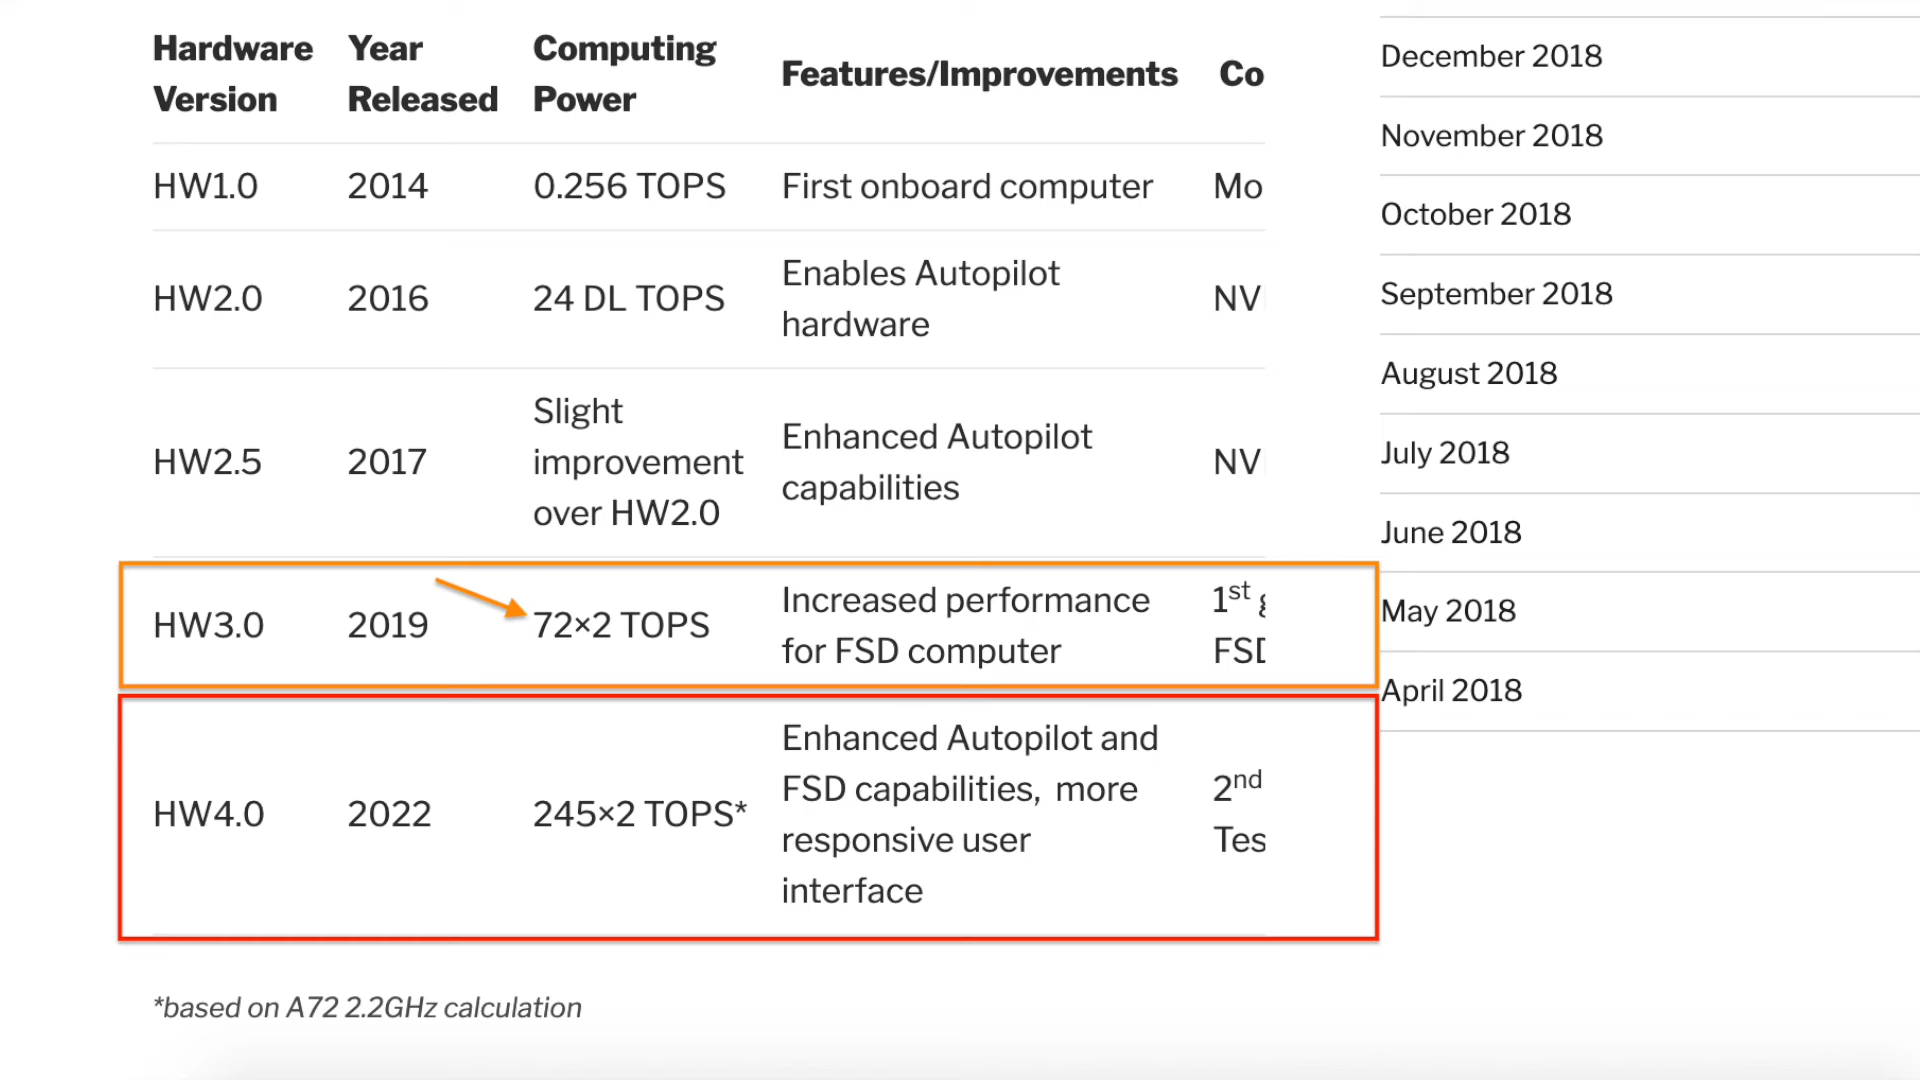 Hardware Version
Year Released
Computing Power
Features/Improvements
Co
HW1.0
2014
0.256 TOPS
First onboard computer
Mo
HW2.0
2016
24 DL TOPS
Enables Autopilot
hardware
NV
HW2.5
2017
Slight
improvement
over HW2.0
Enhanced Autopilot
capabilities
NV
HW3.0
2019
72×2 TOPS
Increased performance
for FSD computer
1st
FS
HW4.0
2022
245×2 TOPS*
Enhanced Autopilot and
FSD capabilities, more
responsive user
interface
2nd
Tes
*based on A72 2.2GHz calculation
December 2018
November 2018
October 2018
September 2018
August 2018
July 2018
June 2018
May 2018
April 2018